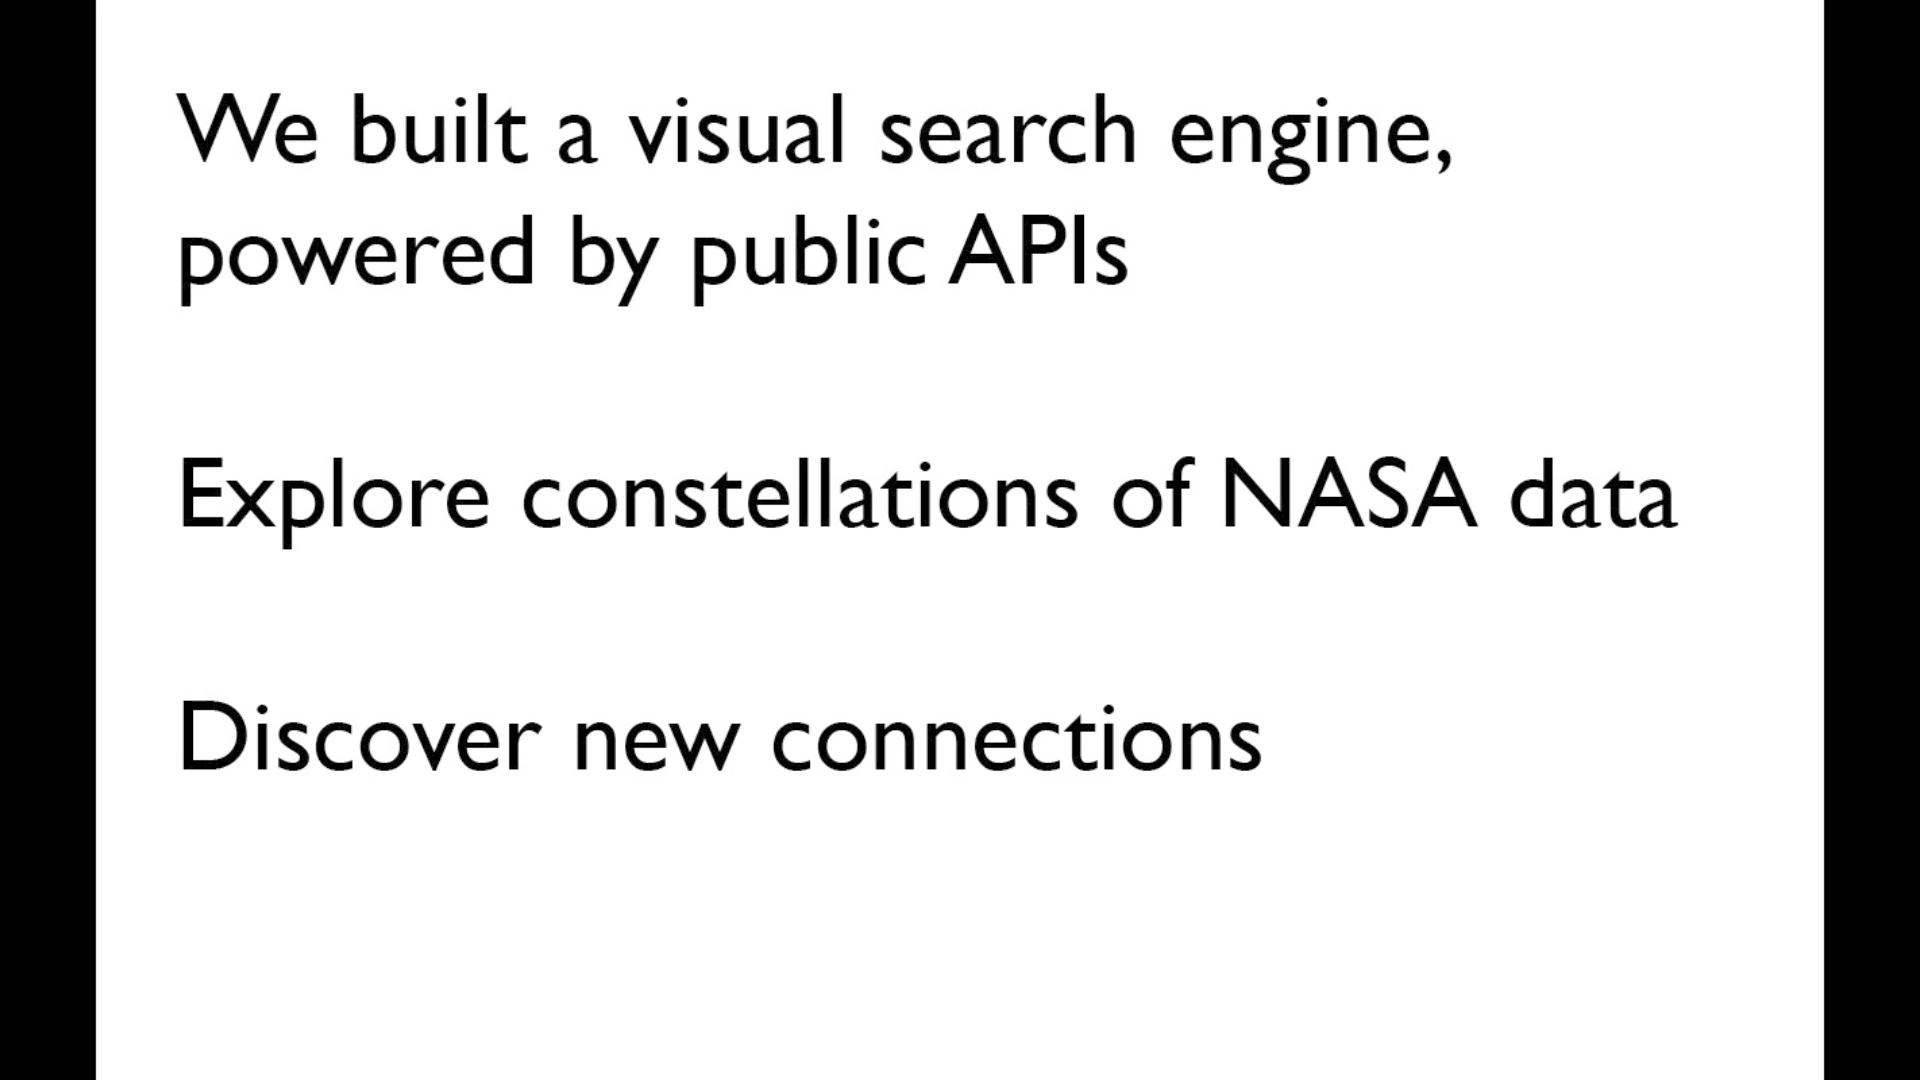 We built a visual search engine,
powered by public APIs
Explore constellations of NASA data
Discover new connections